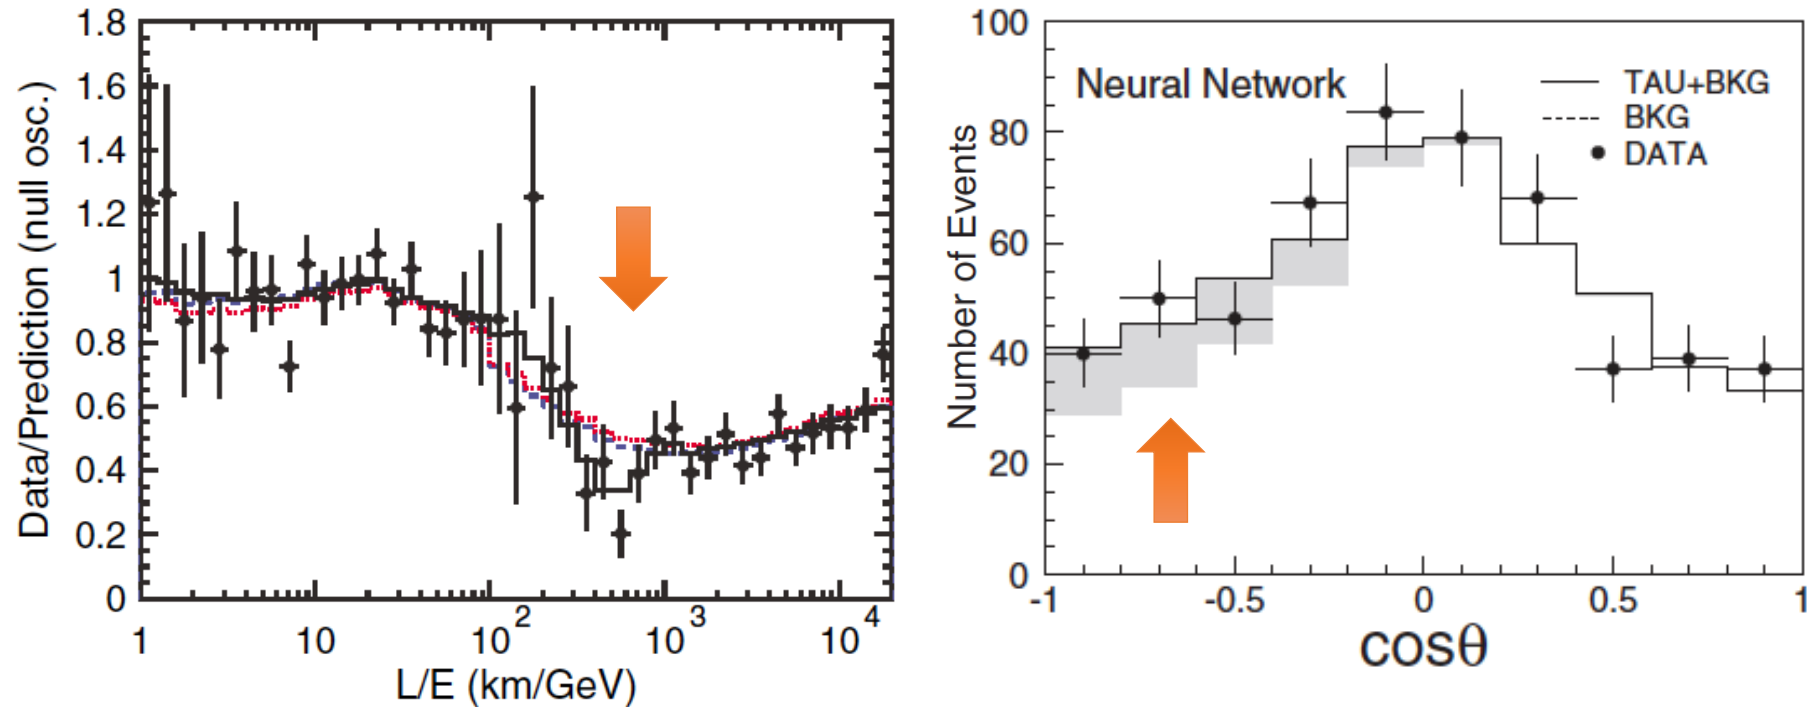 Data/Prediction (null osc.)
1.8
1.6
1.4
1.2
1
0.8
0.6
0.4
0.2
0
1 10 10² 10³ 10⁴
L/E (km/GeV)
Number of Events
100
80
60
40
20
0
Neural Network
TAU+BKG
BKG
DATA
-1 -0.5 0 0.5 1
cosθ